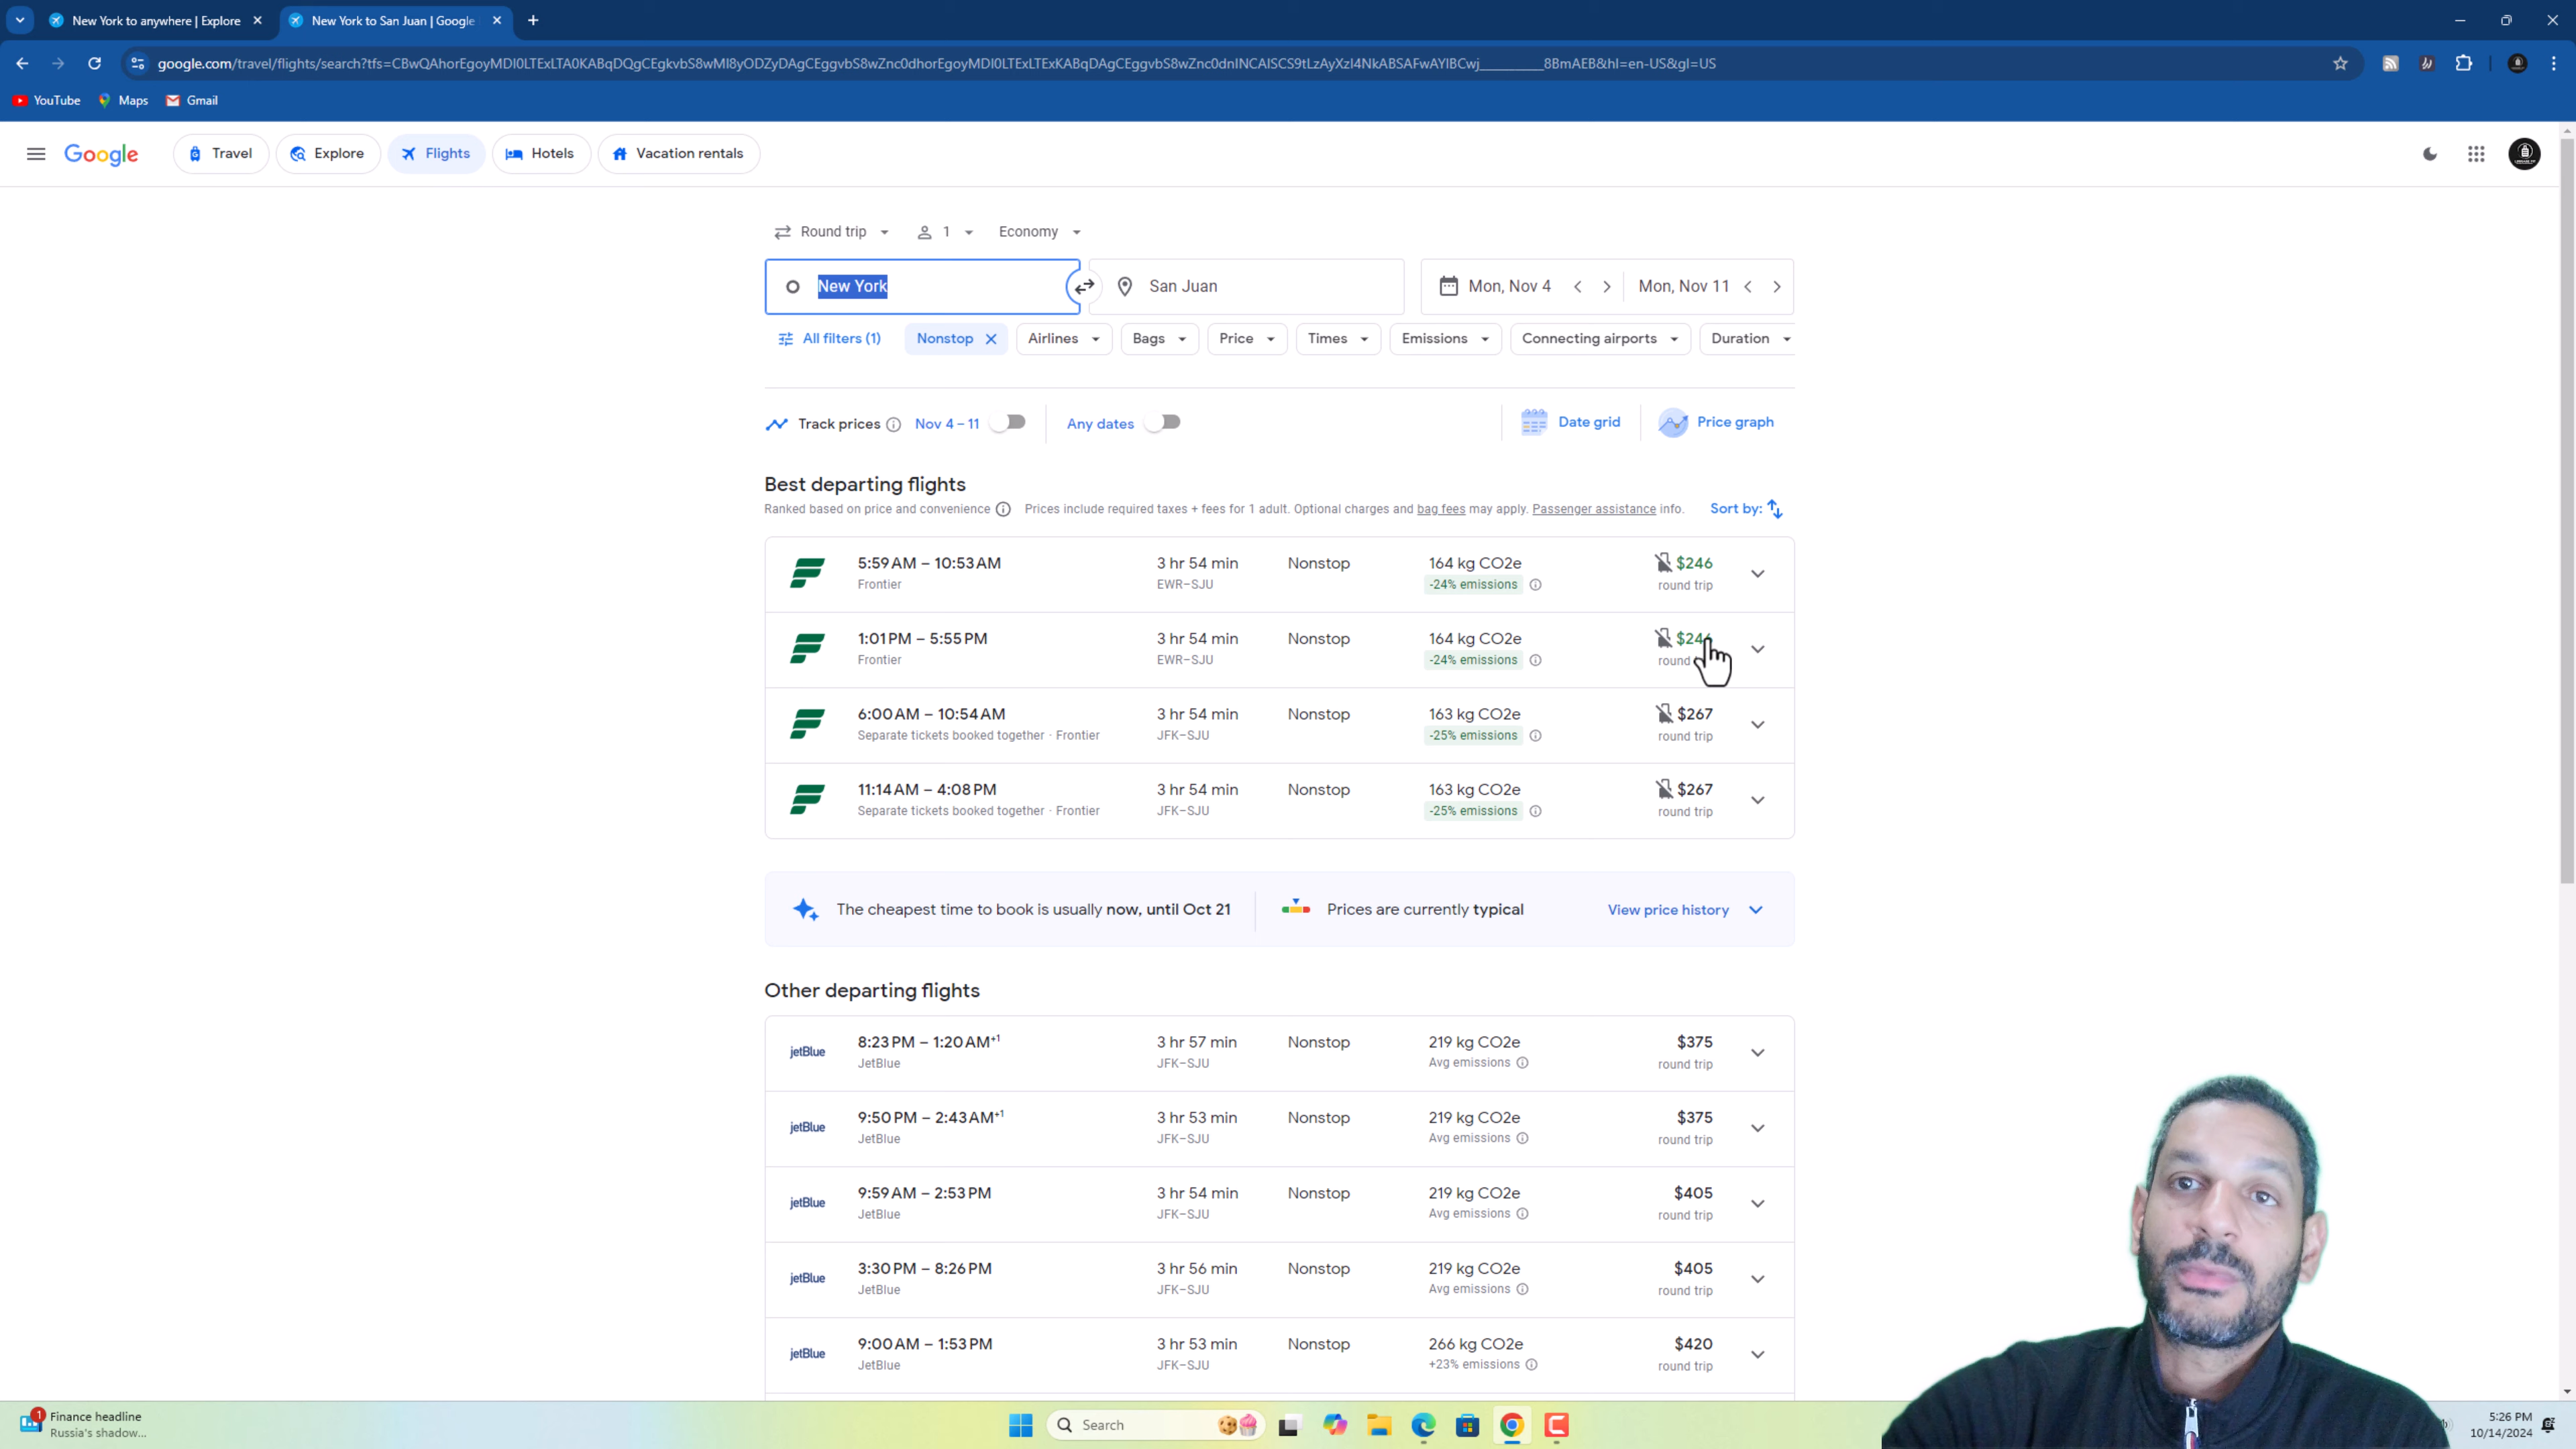 New York to anywhere | Explore
New York to San Juan | Google
YouTube
Maps
Gmail
Google
Travel
Explore
Flights
Hotels
Vacation rentals
Round trip
1
Economy
New York
San Juan
Mon, Nov 4
Mon, Nov 11
All filters (1)
Nonstop
Airlines
Bags
Price
Times
Emissions
Connecting airports
Duration
Track prices
Nov 4 – 11
Any dates
Date grid
Price graph
Best departing flights
Ranked based on price and convenience Prices include required taxes + fees for 1 adult. Optional charges and bag fees may apply. Passenger assistance info. Sort by:
5:59 AM – 10:53 AM 3 hr 54 min Nonstop 164 kg CO2e $246
Frontier EWR–SJU -24% emissions round trip
1:01 PM – 5:55 PM 3 hr 54 min Nonstop 164 kg CO2e
Frontier EWR–SJU -24% emissions round
6:00 AM – 10:54 AM 3 hr 54 min Nonstop 163 kg CO2e $267
Separate tickets booked together · Frontier JFK–SJU -25% emissions round trip
11:14 AM – 4:08 PM 3 hr 54 min Nonstop 163 kg CO2e $267
Separate tickets booked together · Frontier JFK–SJU -25% emissions round trip
The cheapest time to book is usually now, until Oct 21
Prices are currently typical
View price history
Other departing flights
8:23 PM – 1:20 AM+1 3 hr 57 min Nonstop 219 kg CO2e $375
jetBlue JetBlue JFK–SJU Avg emissions round trip
9:50 PM – 2:43 AM+1 3 hr 53 min Nonstop 219 kg CO2e $375
jetBlue JetBlue JFK–SJU Avg emissions round trip
9:59 AM – 2:53 PM 3 hr 54 min Nonstop 219 kg CO2e $405
jetBlue JetBlue JFK–SJU Avg emissions round trip
3:30 PM – 8:26 PM 3 hr 56 min Nonstop 219 kg CO2e $405
jetBlue JetBlue JFK–SJU Avg emissions round trip
9:00 AM – 1:53 PM 3 hr 53 min Nonstop 266 kg CO2e $420
jetBlue JetBlue JFK–SJU +23% emissions round trip
1
Finance headline
Russia's shadow...
Search
5:26 PM
10/14/2024